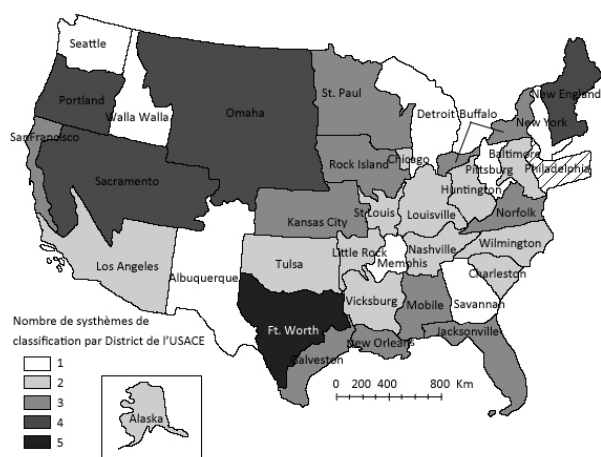 Seattle
Portland
Walla Walla
Omaha
St. Paul
Detroit
Buffalo
New England
New York
SanFrancisco
Sacramento
Rock Island
Chicago
Pittsburg
Baltimore
Philadelphia
Huntington
Kansas City
St Louis
Louisville
Norfolk
Los Angeles
Albuquerque
Tulsa
Little Rock
Memphis
Nashville
Wilmington
Charleston
Ft. Worth
Vicksburg
Mobile
Savannan
Galveston
New Orleans
Jacksonville
Nombre de systhèmes de
classification par District de l'USACE
1
2
3
4
5
Alaska
0 200 400 800 Km